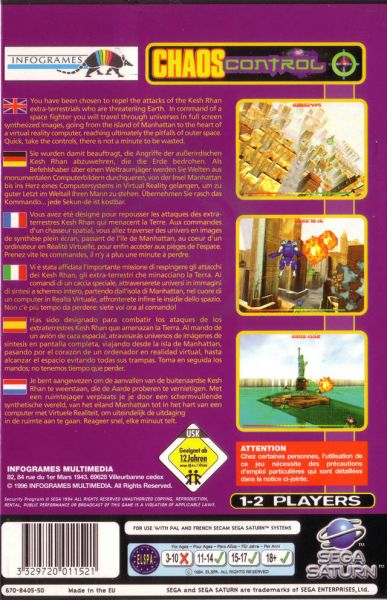 INFOGRAMES
CHAOS CONTROL
You have been chosen to repel the attacks of the Kesh Rhan
extra-terrestrials who are threatening Earth. In command of a
space fighter you will travel through universes in full screen
synthesized images, going from the island of Manhattan to the heart of
a virtual reality computer, reaching ultimately the pitfalls of outer space.
Quick, take the controls, there is not a minute to be wasted.
Sie wurden damit beauftragt, die Angriffe der außerirdischen
Kesh Rhan abzuwehren, die die Erde bedrohen. Als
Befehlshaber über einen Weltraumjäger werden Sie Welten aus
monumentalen Computerbildern durchqueren, von der Insel Manhattan
bis ins Herz eines Computersystems in Virtual Reality gelangen, um zu
guter Letzt im Weltall Ihren Mann zu stehen. Übernehmen Sie rasch das
Kommando... jede Sekun-de ist kostbar.
Vous avez été désigné pour repousser les attaques des extra-
terrestres Kesh Rhan qui menacent la Terre. Aux commandes
d'un chasseur spatial, vous allez traverser des univers en images
de synthèse plein écran, passant de l'île de Manhattan, au coeur d'un
ordinateur en Réalité Virtuelle, pour enfin accéder aux pièges de l'espace.
Prenez vite les commandes, il n'y a plus une minute à perdre.
Vi è stata affidata l'importante missione di respingere gli attacchi
dei Kesh Rhan, gli extra-terrestri che minacciano la Terra. Al
comando di un caccia speciale, attraverserete universi in immagini
di sintesi a schermo intero, partendo dall'isola di Manhattan, nel cuore di
un computer in Realtà Virtuale, affronterete infine le insidie dello spazio.
Non c'è più tempo da perdere: siete voi ora al comando!
Has sido designado para combatir los ataques de los
extraterrestres Kesh Rhan que amenazan la Tierra. Al mando de
un avión de caza espacial, atravesarás universos de imágenes de
síntesis en pantalla completa, viajando desde la isla de Manhattan,
pasando por el corazón de un ordenador en realidad virtual, hasta
alcanzar el espacio evitando todas sus trampas. Toma en seguida los
mandos; no tenemos tiempo que perder.
Je bent aangewezen om de aanvallen van de buitenaardse Kesh
Rhan te weerstaan, die de Aarde proberen te vernietigen. Met
een ruimtejager verplaats je je door een schermvullende
synthetische wereld, van het eiland Manhattan tot in het hart van een
computer met Virtuele Realiteit, om uiteindelijk de uitdaging
in de ruimte aan te gaan. Reageer snel, elke minuut telt.
USK
Geeignet ab
12 Jahren
INFOGRAMES MULTIMEDIA
82, 84 rue du 1er Mars 1943. 69628 Villeurbanne cedex
© 1996 INFOGRAMES MULTIMEDIA. All Rights Reserved.
Security Program © SEGA 1994 ALL RIGHTS RESERVED UNAUTHORIZED COPYING, REPRODUCTION,
RENTAL, PUBLIC PERFORMANCE OR BROADCAST OF THIS GAME IS A VIOLATION OF APPLICABLE LAWS.
ATTENTION
Chez certaines personnes, l'utilisation de
ce jeu nécessite des précautions
d'emploi particulières qui sont détaillées
dans la notice ci-jointe.
1-2 PLAYERS
FOR USE WITH PAL AND FRENCH SECAM SEGA SATURN™ SYSTEMS
For Ages - Pour Ages - Para Años - Für Jahre - Per Anni
ELSPA
3-10
11-14
15-17
18+
© 1994. ELSPA. ALL RIGHTS RESERVED.
SEGA SATURN™
3 329720 011521
670-8405-50
Made in the EU
SEGA and SEGA SATURN are trademarks of SEGA ENTERPRISES, Ltd.